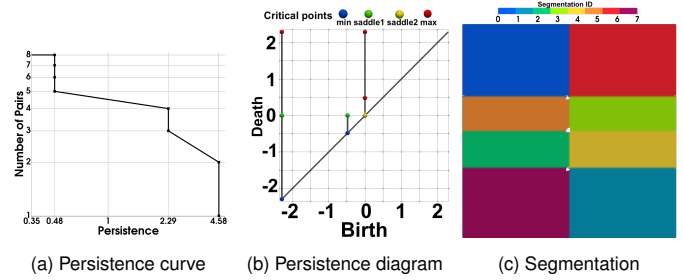 Critical points
min saddle1 saddle2 max
Segmentation ID
0 1 2 3 4 5 6 7
Number of Pairs
8
7
6
5
4
3
2
1
0.35 0.48 1 2.29 4.58
Persistence
Death
2
1
0
-1
-2
-2 -1 0 1 2
Birth
(a) Persistence curve
(b) Persistence diagram
(c) Segmentation